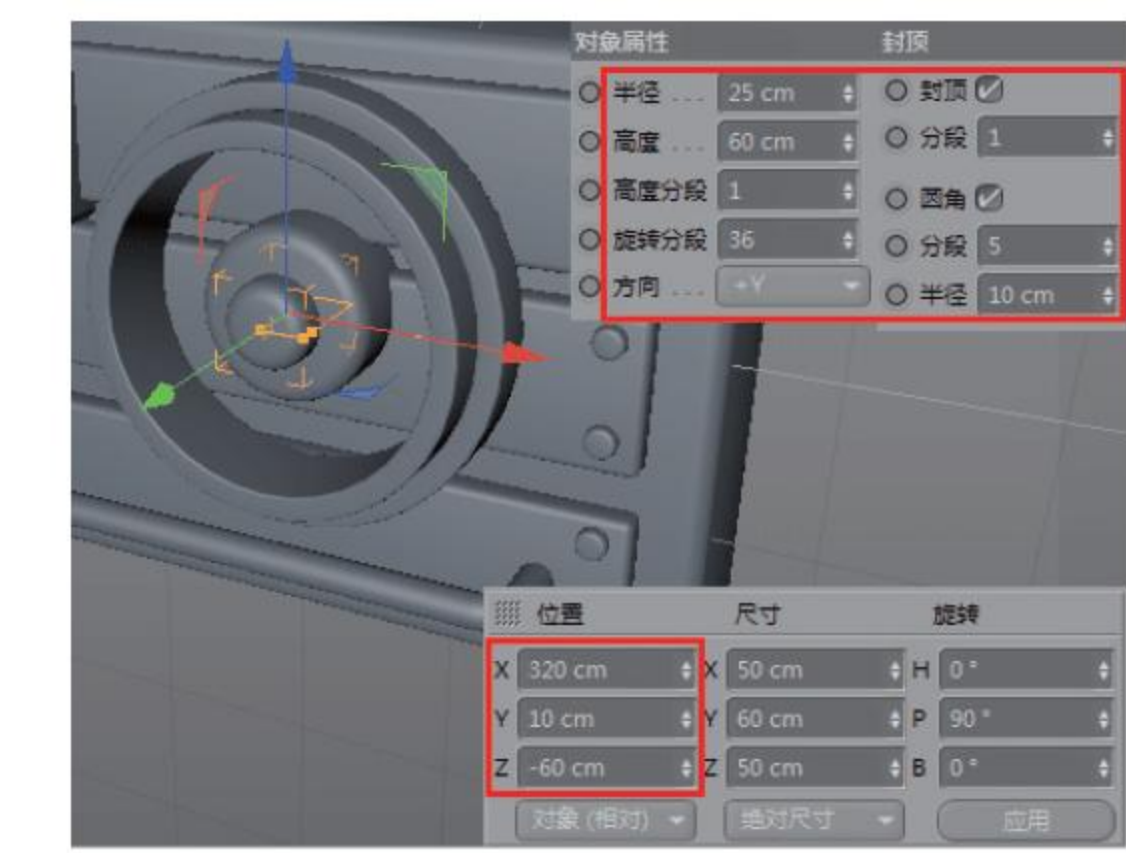 对象属性 封顶
半径 ... 25 cm 封顶
高度 ... 60 cm 分段 1
高度分段 1 圆角
旋转分段 36 分段 5
方向 ... +Y 半径 10 cm
位置 尺寸 旋转
X 320 cm X 50 cm H 0°
Y 10 cm Y 60 cm P 90°
Z -60 cm Z 50 cm B 0°
对象 (相对) 绝对尺寸 应用